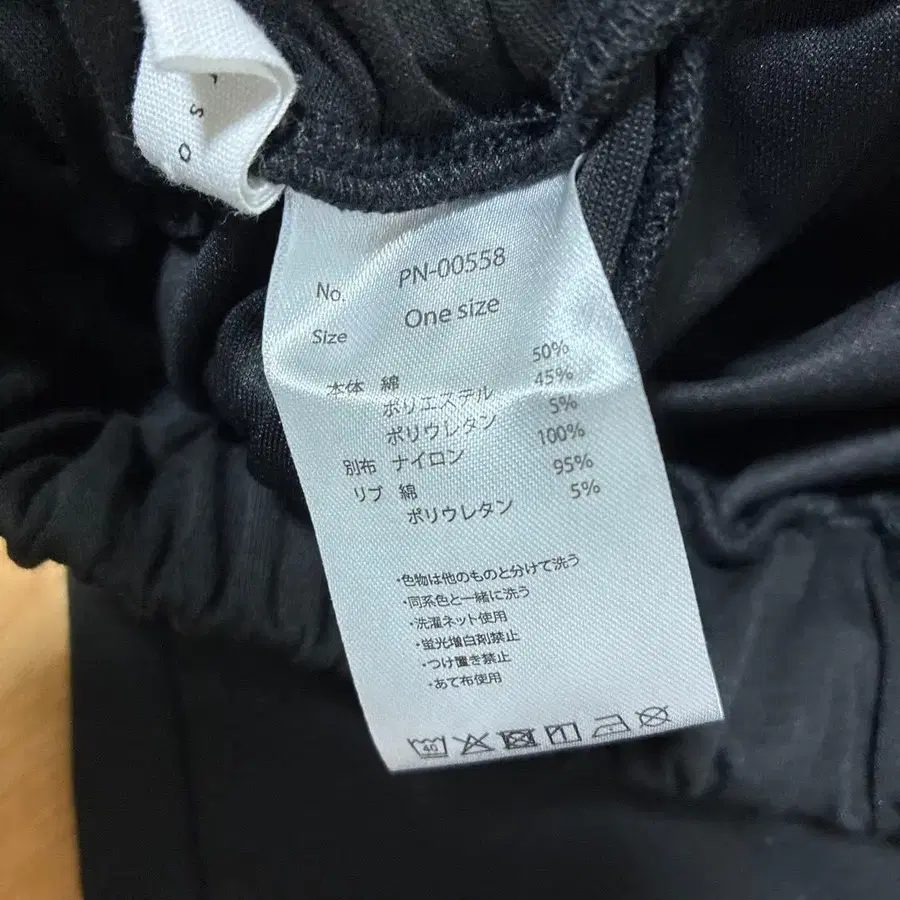 S O
No. PN-00558
Size One size
本体 綿 50%
ポリエステル 45%
ポリウレタン 5%
別布 ナイロン 100%
リブ 綿 95%
ポリウレタン 5%
・色物は他のものと分けて洗う
・同系色と一緒に洗う
・洗濯ネット使用
・蛍光増白剤禁止
・つけ置き禁止
・あて布使用
40